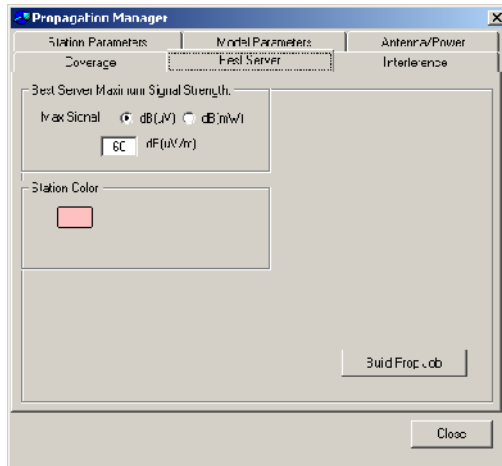 Propagation Manager
Station Parameters Model Parameters Antenna/Power
Coverage Best Server Interference
Best Server Maximum Signal Strength:
Max Signal dB(uV) dB(mW)
60 dB(uV/m)
Station Color
Build Prop Job
Close